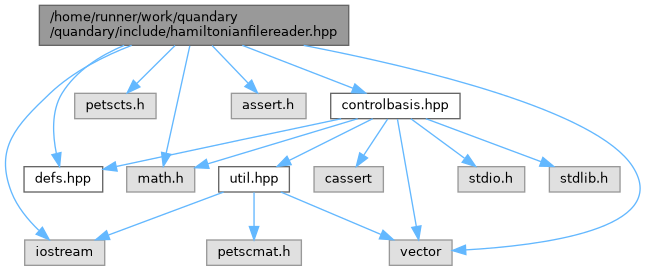 /home/runner/work/quandary
/quandary/include/hamiltonianfilereader.hpp
petscts.h
assert.h
controlbasis.hpp
defs.hpp
math.h
util.hpp
cassert
stdio.h
stdlib.h
iostream
petscmat.h
vector